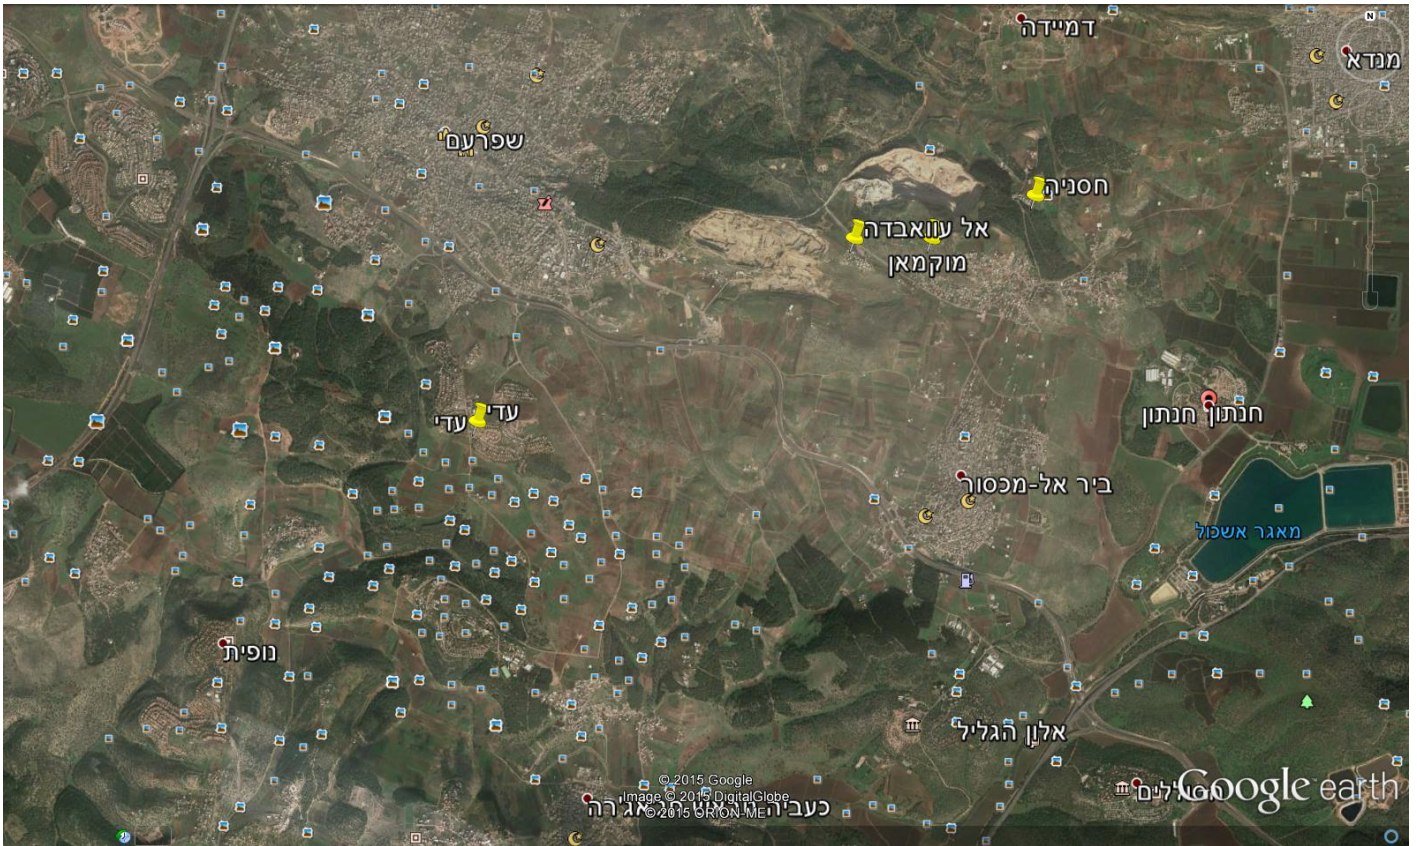 דמיידה
מנדא
N
שפרעם
חסניה
אל עוואבדה
מוקמאן
עדי
עדי
חנתון
חנתון
ביר אל-מכסור
מאגר אשכול
נופית
אלון הגליל
© 2015 Google
Image © 2015 DigitalGlobe
© 2015 ORION-ME
כעביה
Google earth